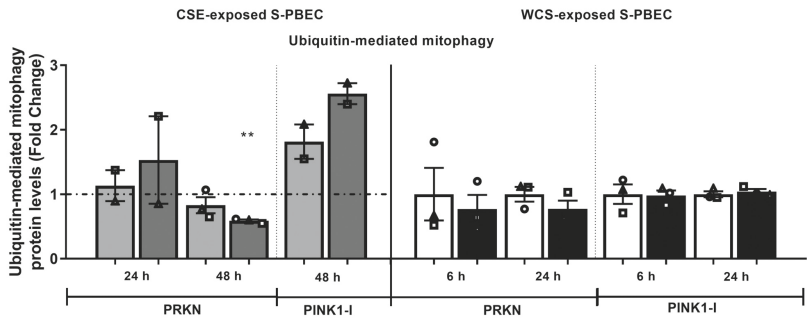 CSE-exposed S-PBEC WCS-exposed S-PBEC
Ubiquitin-mediated mitophagy
Ubiquitin-mediated mitophagy
protein levels (Fold Change)
3
2
1
0
**
24 h 48 h 48 h 6 h 24 h 6 h 24 h
PRKN PINK1-I PRKN PINK1-I